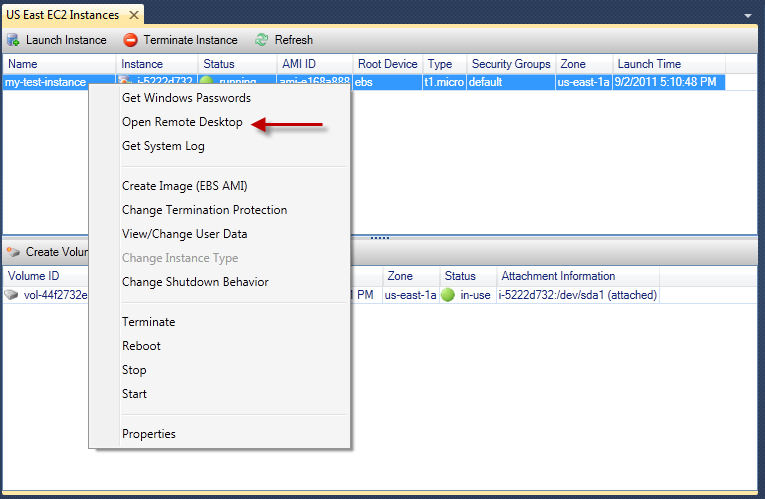 US East EC2 Instances
Launch Instance Terminate Instance Refresh
Name Instance Status AMI ID Root Device Type Security Groups Zone Launch Time
my-test-instance i-5222d732 running ami-e168a888 ebs t1.micro default us-east-1a 9/2/2011 5:10:48 PM
Get Windows Passwords
Open Remote Desktop
Get System Log
Create Image (EBS AMI)
Change Termination Protection
View/Change User Data
Change Instance Type
Change Shutdown Behavior
Terminate
Reboot
Stop
Start
Properties
Create Volum
Volume ID Zone Status Attachment Information
vol-44f2732e PM us-east-1a in-use i-5222d732:/dev/sda1 (attached)